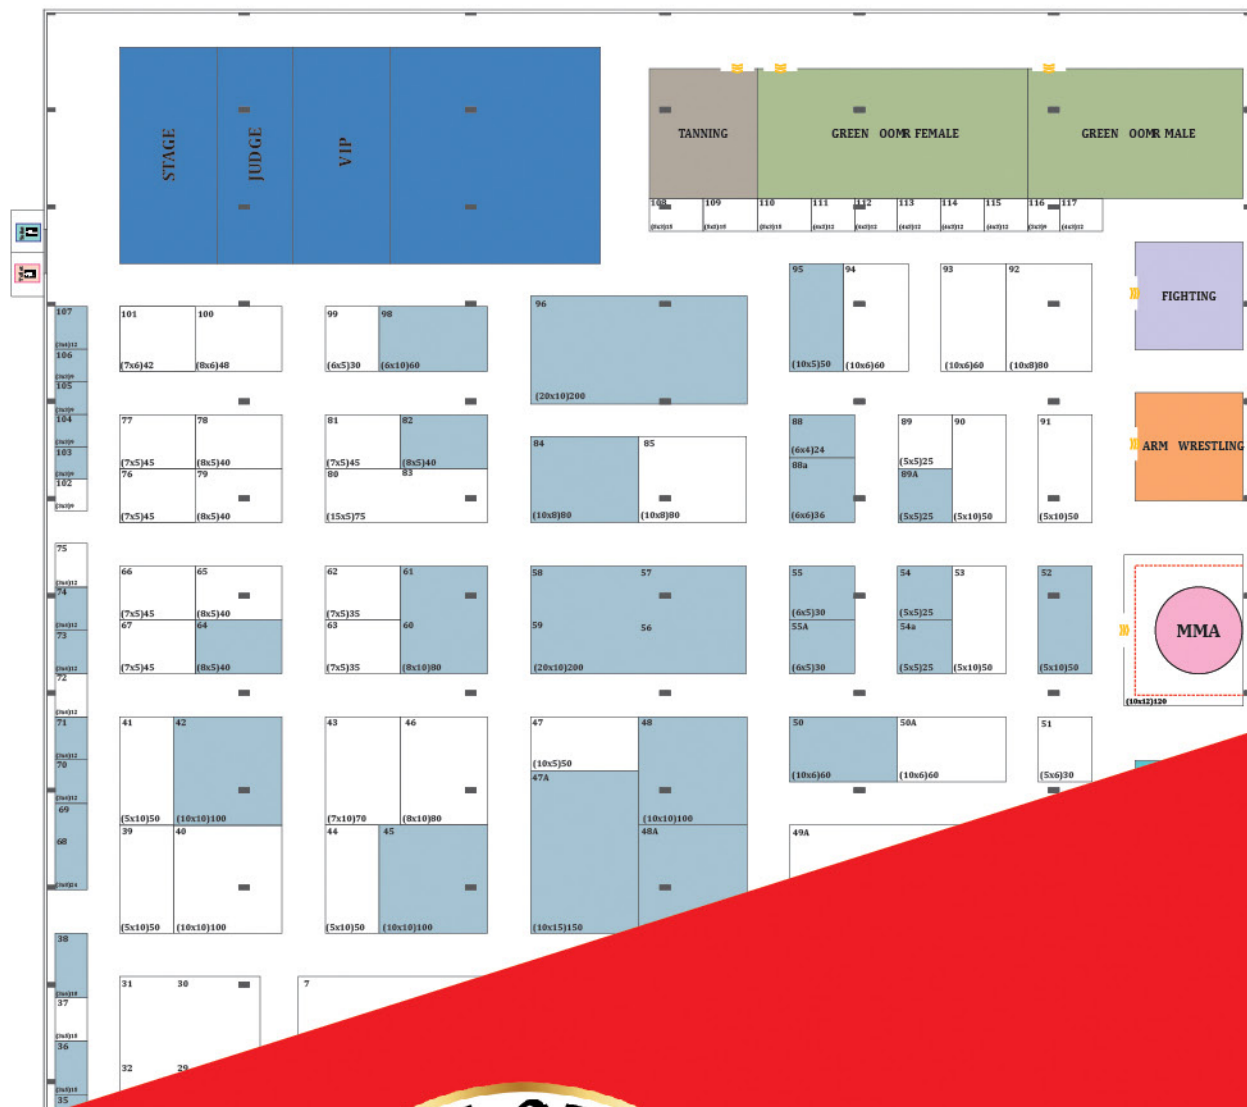 STAGE
JUDGE
VIP
TANNING
GREEN OOMR FEMALE
GREEN OOMR MALE
108 109 110 111 112 113 114 115 116 117
FIGHTING
ARM WRESTLING
MMA
(10x12)120
107
106
105
104
103
102
101 100
(7x6)42 (8x6)48
99 98
(6x5)30 (6x10)60
96
(20x10)200
95 94
(10x5)50 (10x6)60
93 92
(10x6)60 (10x8)80
77 78
(7x5)45 (8x5)40
76 79
(7x5)45 (8x5)40
81 82
(7x5)45 (8x5)40
80 83
(15x5)75
84 85
(10x8)80 (10x8)80
88
(6x4)24
88a
(6x6)36
89 90
(5x5)25
89A
(5x5)25 (5x10)50
91
(5x10)50
75
74
73
72
71
70
69
68
66 65
(7x5)45 (8x5)40
67 64
(7x5)45 (8x5)40
62 61
(7x5)35
63 60
(7x5)35 (8x10)80
58 57
59 56
(20x10)200
55
(6x5)30
55A
(6x5)30
54 53
(5x5)25
54a
(5x5)25 (5x10)50
52
(5x10)50
41 42
(5x10)50 (10x10)100
39 40
(5x10)50 (10x10)100
43 46
(7x10)70 (8x10)80
44 45
(5x10)50 (10x10)100
47 48
(10x5)50
47A
(10x10)100
48A
(10x15)150
50 50A
(10x6)60 (10x6)60
51
(5x6)30
49A
38
37
36
35
31 30
32 29
7